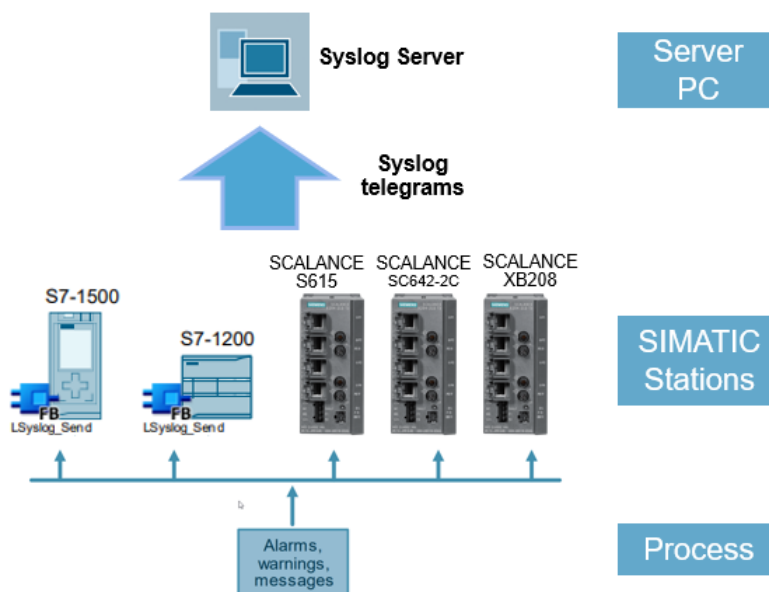 Syslog Server
Server
PC
Syslog
telegrams
SCALANCE
S615
SCALANCE
SC642-2C
SCALANCE
XB208
S7-1500
S7-1200
FB
LSyslog_Send
FB
LSyslog_Send
SIMATIC
Stations
Alarms,
warnings,
messages
Process